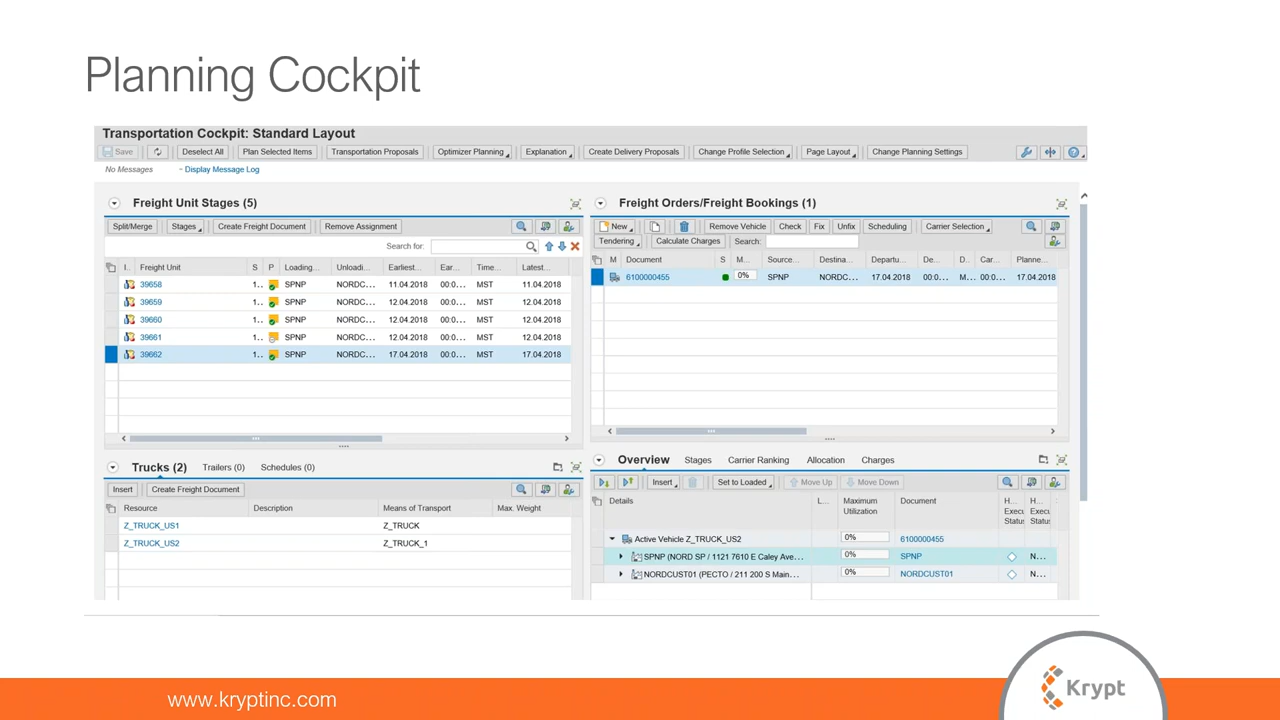 Planning Cockpit
Transportation Cockpit: Standard Layout
Save Deselect All Plan Selected Items Transportation Proposals Optimizer Planning Explanation Create Delivery Proposals Change Profile Selection Page Layout Change Planning Settings
No Messages - Display Message Log
Freight Unit Stages (5)
Split/Merge Stages Create Freight Document Remove Assignment
Search for:
I. Freight Unit S P Loading... Unloadi... Earliest... Ear... Time... Latest...
39658 1.. SPNP NORDC... 11.04.2018 00:0... MST 11.04.2018
39659 1.. SPNP NORDC... 12.04.2018 00:0... MST 12.04.2018
39660 1.. SPNP NORDC... 12.04.2018 00:0... MST 12.04.2018
39661 1.. SPNP NORDC... 12.04.2018 00:0... MST 12.04.2018
39662 1.. SPNP NORDC... 17.04.2018 00:0... MST 17.04.2018
Freight Orders/Freight Bookings (1)
New Remove Vehicle Check Fix Unfix Scheduling Carrier Selection
Tendering Calculate Charges Search:
M Document S M... Source... Destina... Departu... De... D... Car... Planne...
6100000455 0% SPNP NORDC... 17.04.2018 00:0... M... 17.04.2018
Trucks (2) Trailers (0) Schedules (0)
Insert Create Freight Document
Resource Description Means of Transport Max. Weight
Z_TRUCK_US1 Z_TRUCK
Z_TRUCK_US2 Z_TRUCK_1
Overview Stages Carrier Ranking Allocation Charges
Insert Set to Loaded Move Up Move Down
Details L... Maximum Utilization Document H... Execu Status H... Execu Status
Active Vehicle Z_TRUCK_US2 0% 6100000455
SPNP (NORD SP / 1121 7610 E Caley Ave... 0% SPNP N...
NORDCUST01 (PECTO / 211 200 S Main... 0% NORDCUST01 N...
www.kryptinc.com
Krypt